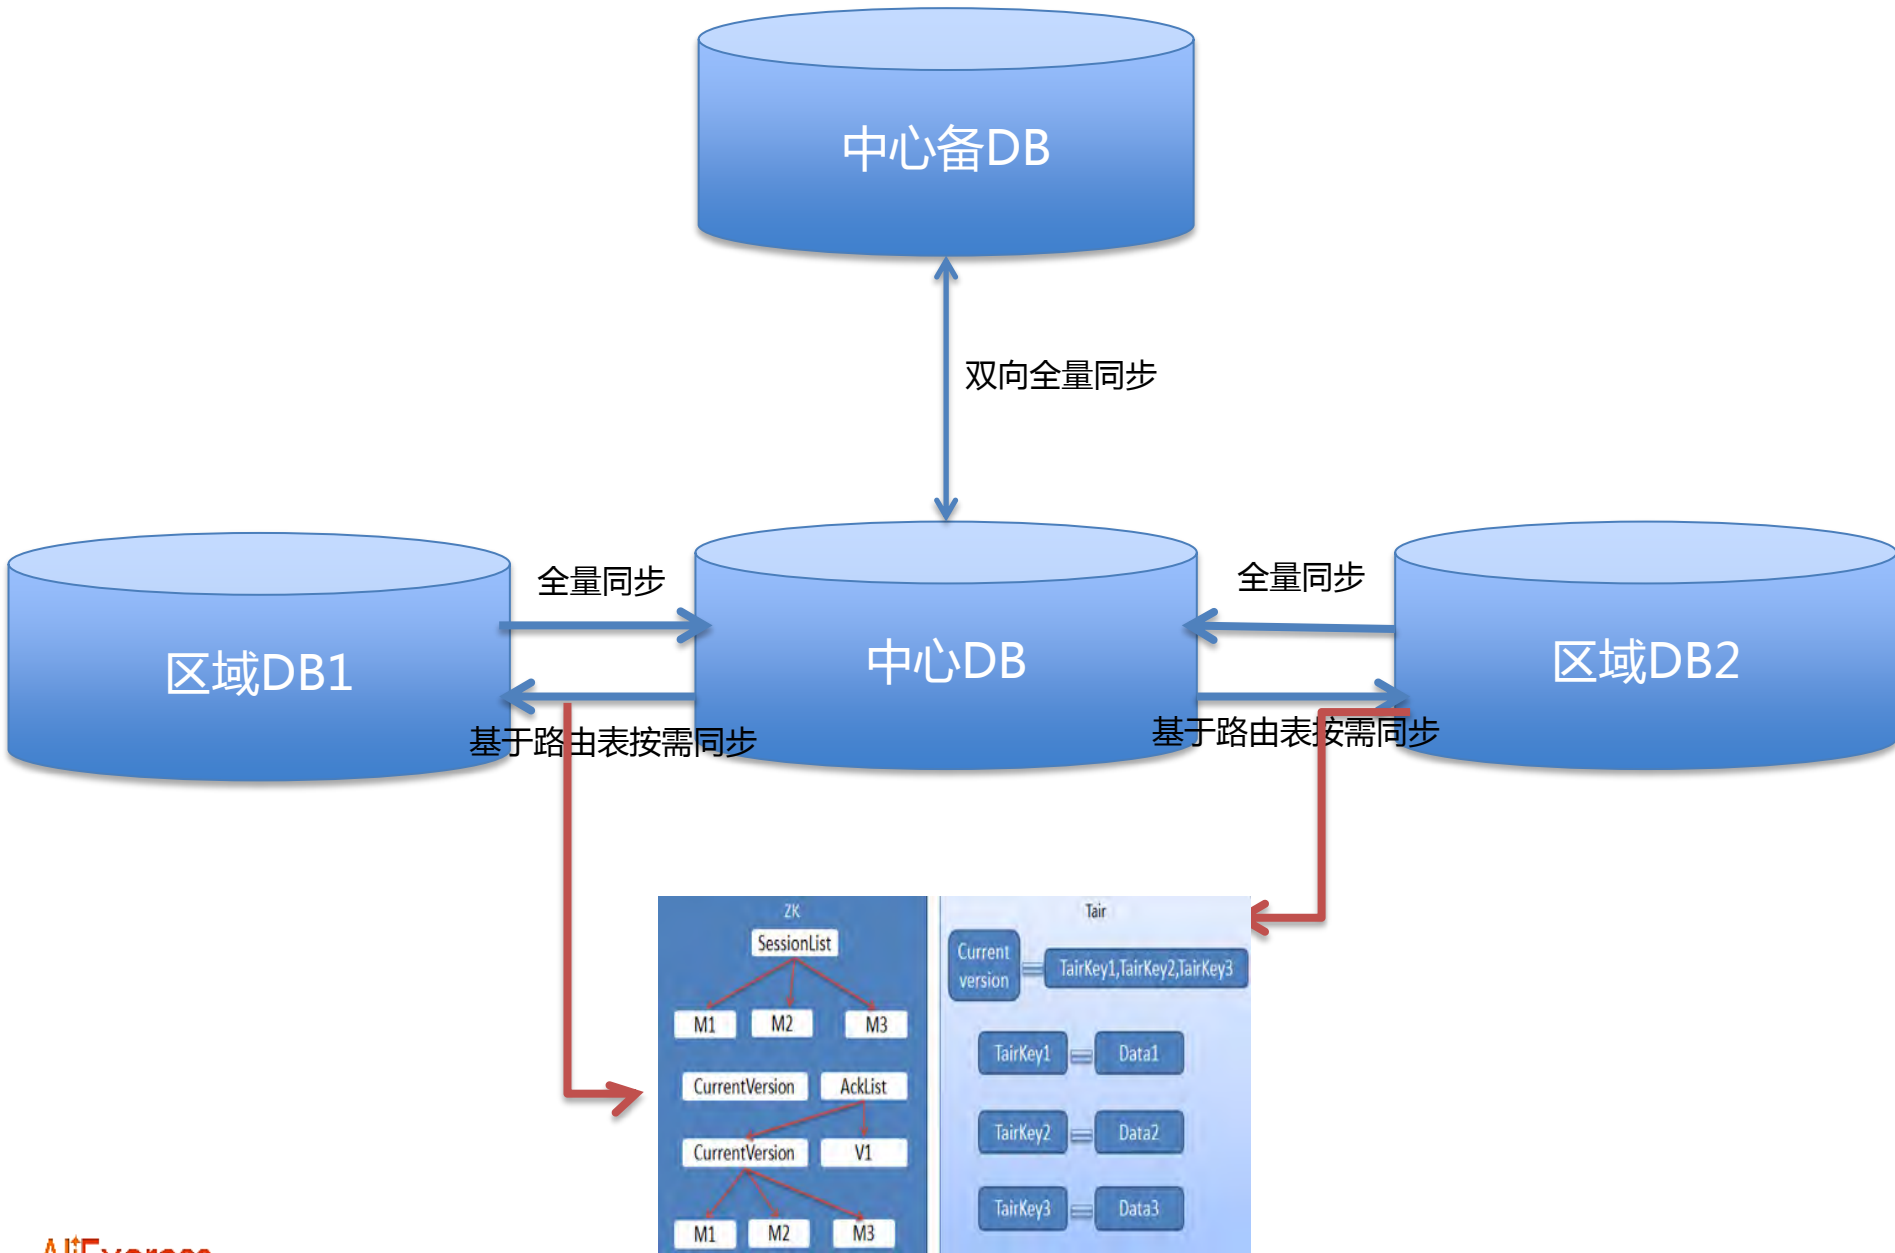 中心备DB
双向全量同步
全量同步
全量同步
区域DB1
中心DB
区域DB2
基于路由表按需同步
基于路由表按需同步
ZK
SessionList
M1
M2
M3
CurrentVersion
AckList
CurrentVersion
V1
M1
M2
M3
Tair
Current
version
TairKey1,TairKey2,TairKey3
TairKey1
Data1
TairKey2
Data2
TairKey3
Data3
AliExpress